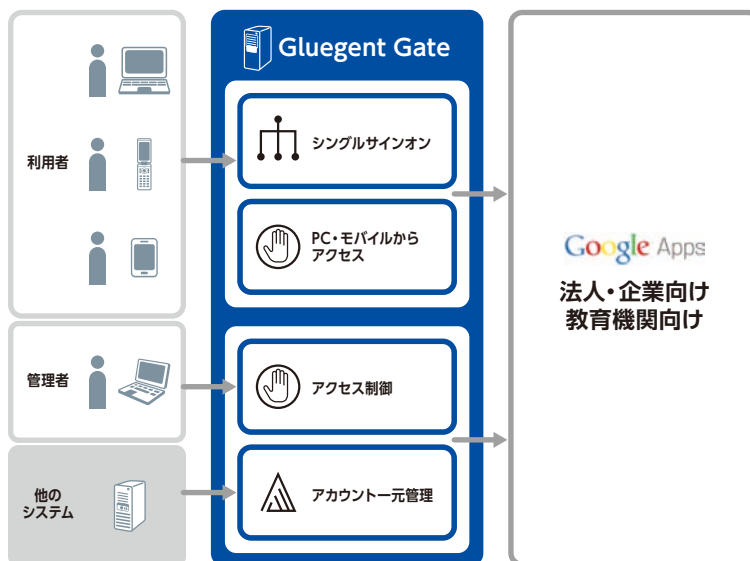 Gluegent Gate
利用者
シングルサインオン
PC・モバイルから
アクセス
管理者
アクセス制御
他の
システム
アカウント一元管理
Google Apps
法人・企業向け
教育機関向け